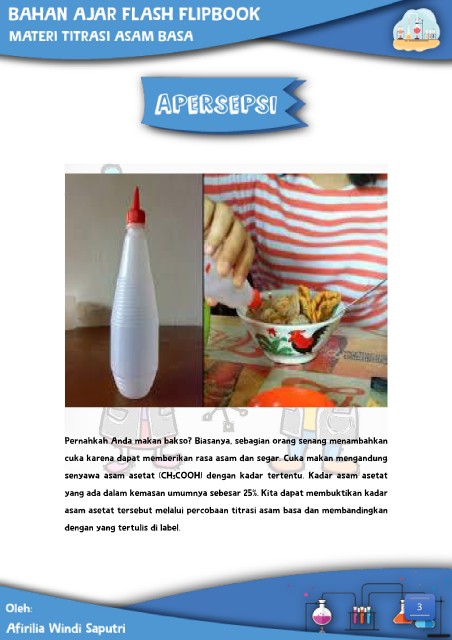 BAHAN AJAR FLASH FLIPBOOK
MATERI TITRASI ASAM BASA
APERSEPSI
Pernahkah Anda makan bakso? Biasanya, sebagian orang senang menambahkan
cuka karena dapat memberikan rasa asam dan segar. Cuka makan mengandung
senyawa asam asetat (CH₃COOH) dengan kadar tertentu. Kadar asam asetat
yang ada dalam kemasan umumnya sebesar 25%. Kita dapat membuktikan kadar
asam asetat tersebut melalui percobaan titrasi asam basa dan membandingkan
dengan yang tertulis di label.
3
Oleh:
Afirilia Windi Saputri